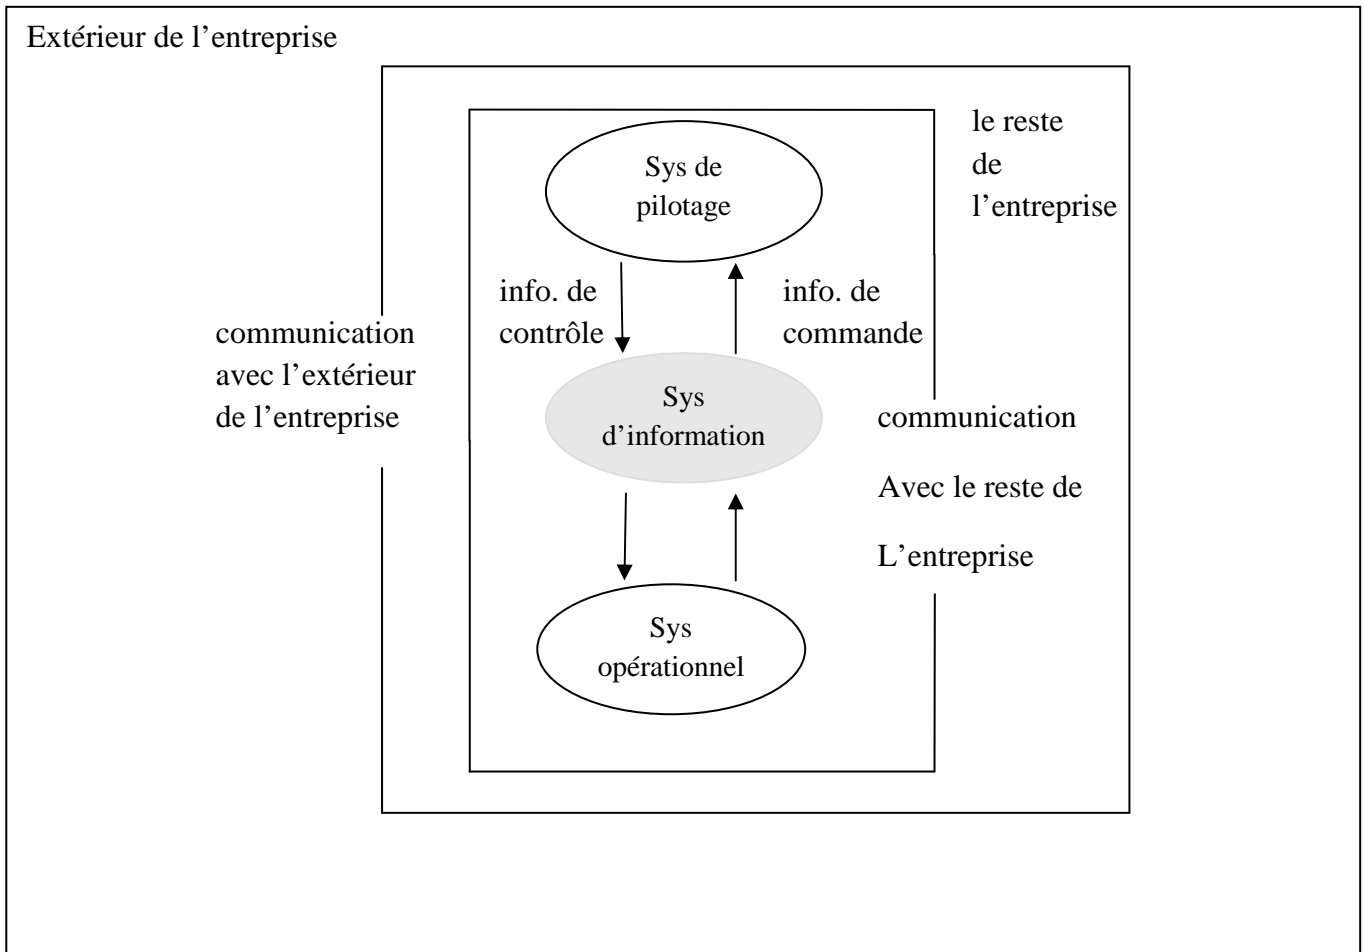 Extérieur de l’entreprise
le reste
de
l’entreprise
Sys de
pilotage
info. de
contrôle
info. de
commande
communication
avec l’extérieur
de l’entreprise
Sys
d’information
communication
Avec le reste de
L’entreprise
Sys
opérationnel